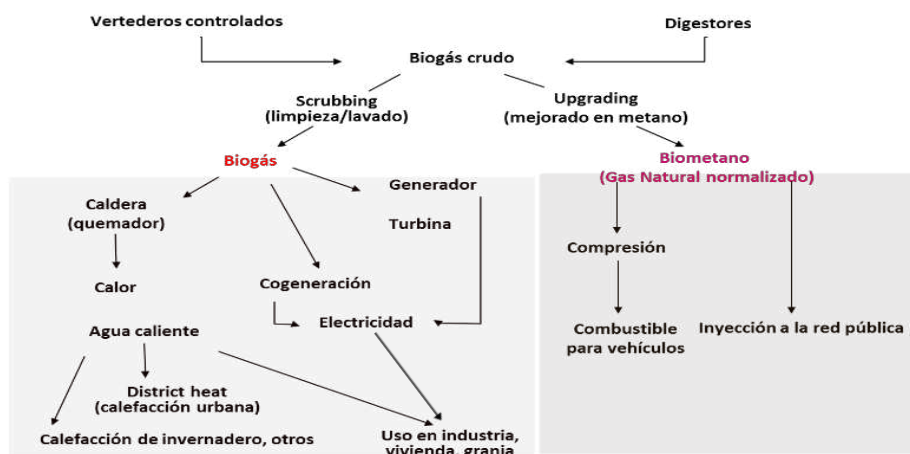 Vertederos controlados
Digestores
Biogás crudo
Scrubbing
(limpieza/lavado)
Upgrading
(mejorado en metano)
Biogás
Biometano
(Gas Natural normalizado)
Caldera
(quemador)
Generador
Turbina
Compresión
Calor
Cogeneración
Agua caliente
Electricidad
Combustible
para vehículos
Inyección a la red pública
District heat
(calefacción urbana)
Calefacción de invernadero, otros
Uso en industria,
vivienda, granja